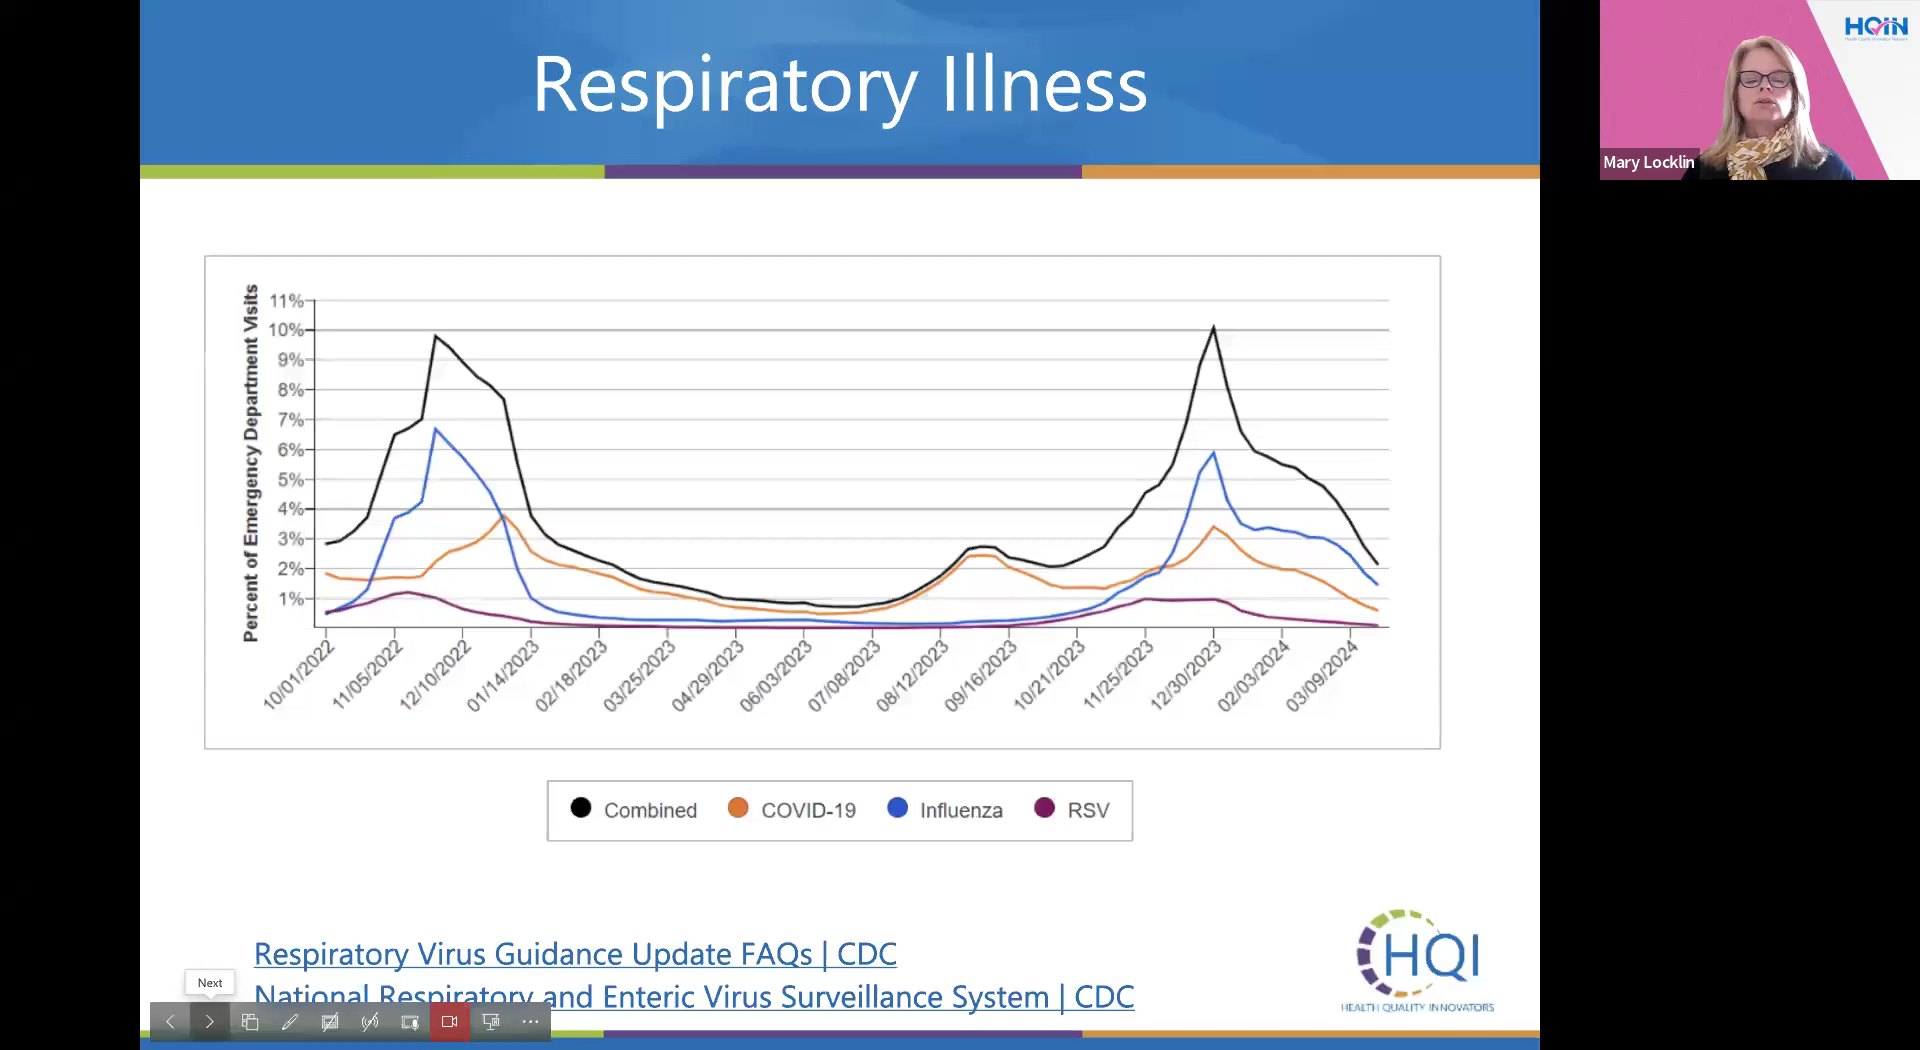 Respiratory Illness
HQIN
Mary Locklin
Percent of Emergency Department Visits
11%
10%
9%
8%
7%
6%
5%
4%
3%
2%
1%
10/01/2022
11/05/2022
12/10/2022
01/14/2023
02/18/2023
03/25/2023
04/29/2023
06/03/2023
07/08/2023
08/12/2023
09/16/2023
10/21/2023
11/25/2023
12/30/2023
02/03/2024
03/09/2024
Combined COVID-19 Influenza RSV
Respiratory Virus Guidance Update FAQs | CDC
National Respiratory and Enteric Virus Surveillance System | CDC
Next
HQI
HEALTH QUALITY INNOVATORS